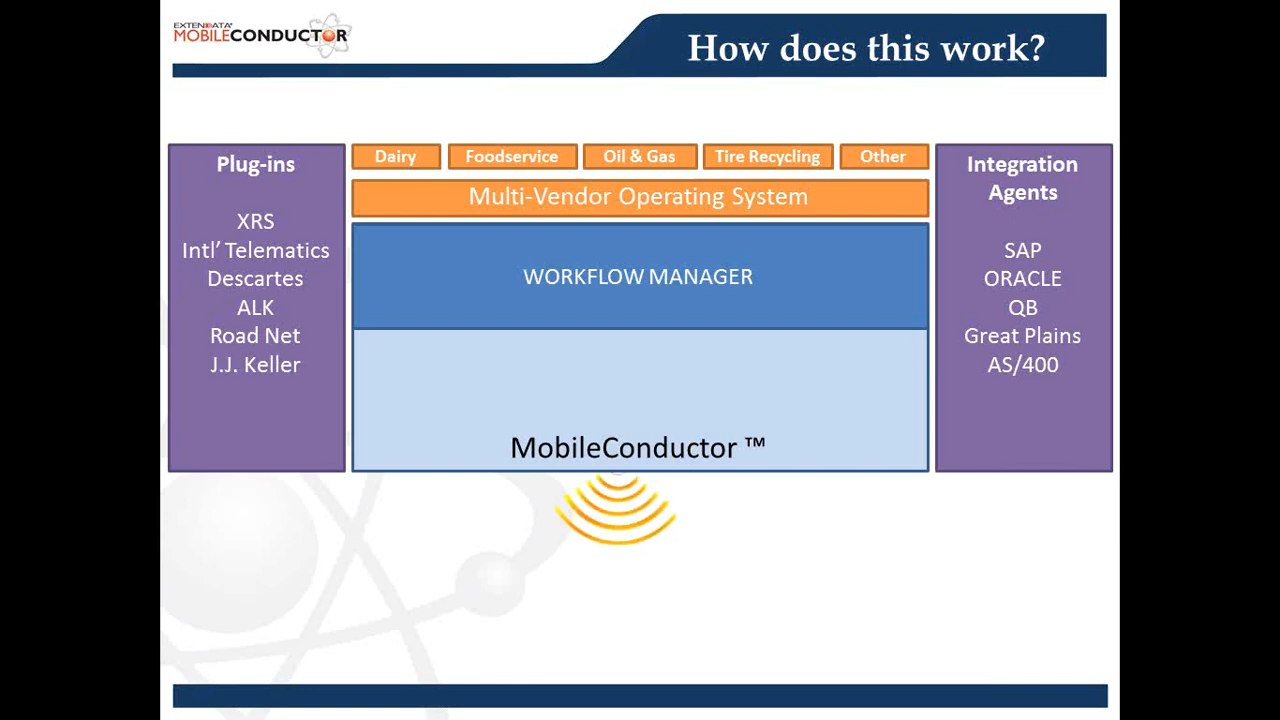 EXTENDATA®
MOBILECONDUCTOR
How does this work?
Plug-ins
XRS
Intl’ Telematics
Descartes
ALK
Road Net
J.J. Keller
Dairy
Foodservice
Oil & Gas
Tire Recycling
Other
Multi-Vendor Operating System
WORKFLOW MANAGER
MobileConductor ™
Integration
Agents
SAP
ORACLE
QB
Great Plains
AS/400